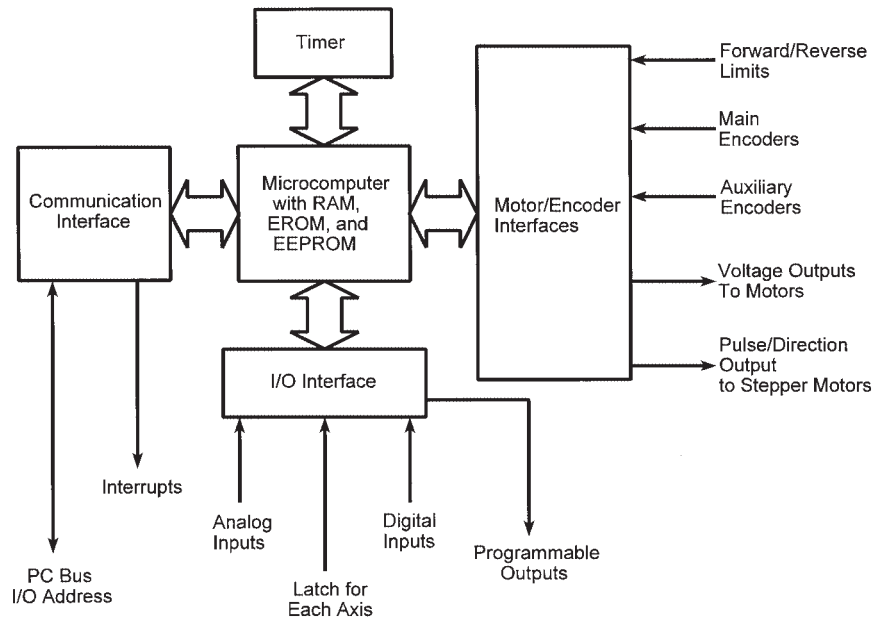 Timer
Forward/Reverse
Limits
Main
Encoders
Auxiliary
Encoders
Communication
Interface
Microcomputer
with RAM,
EROM, and
EEPROM
Motor/Encoder
Interfaces
Voltage Outputs
To Motors
Pulse/Direction
Output
to Stepper Motors
I/O Interface
Interrupts
Analog
Inputs
Digital
Inputs
Programmable
Outputs
PC Bus
I/O Address
Latch for
Each Axis